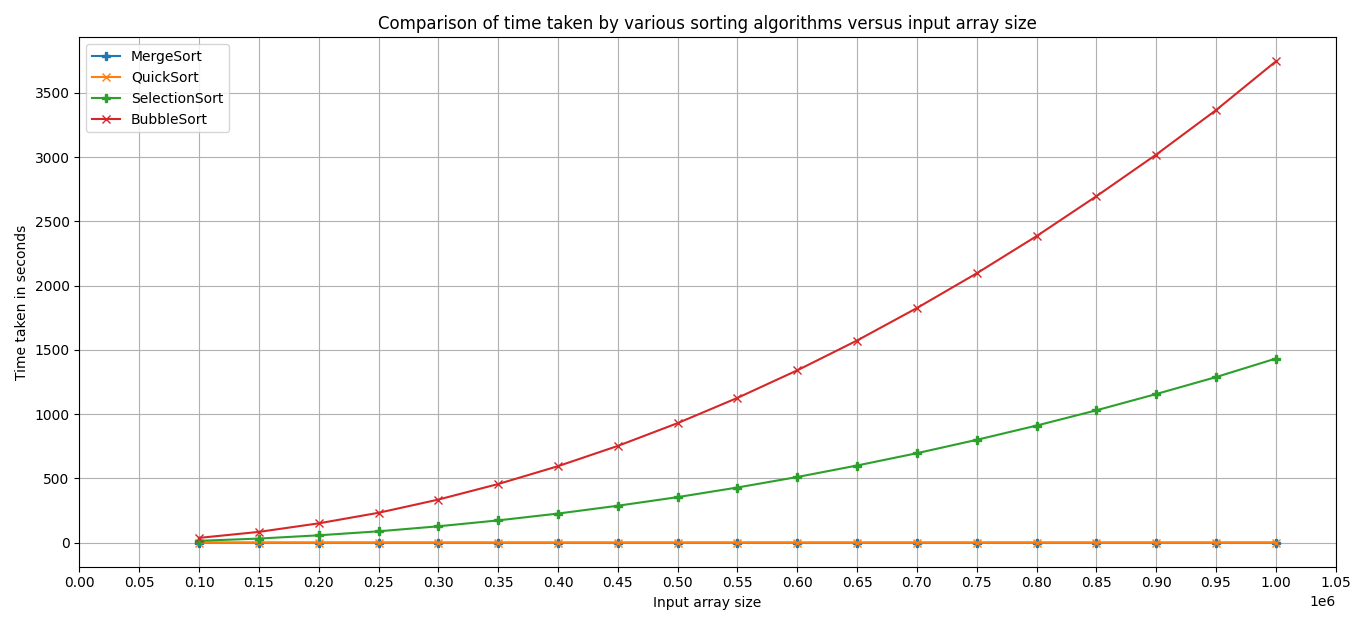 Comparison of time taken by various sorting algorithms versus input array size
MergeSort
QuickSort
SelectionSort
BubbleSort
Time taken in seconds
3500
3000
2500
2000
1500
1000
500
0
0.00 0.05 0.10 0.15 0.20 0.25 0.30 0.35 0.40 0.45 0.50 0.55 0.60 0.65 0.70 0.75 0.80 0.85 0.90 0.95 1.00 1.05
1e6
Input array size